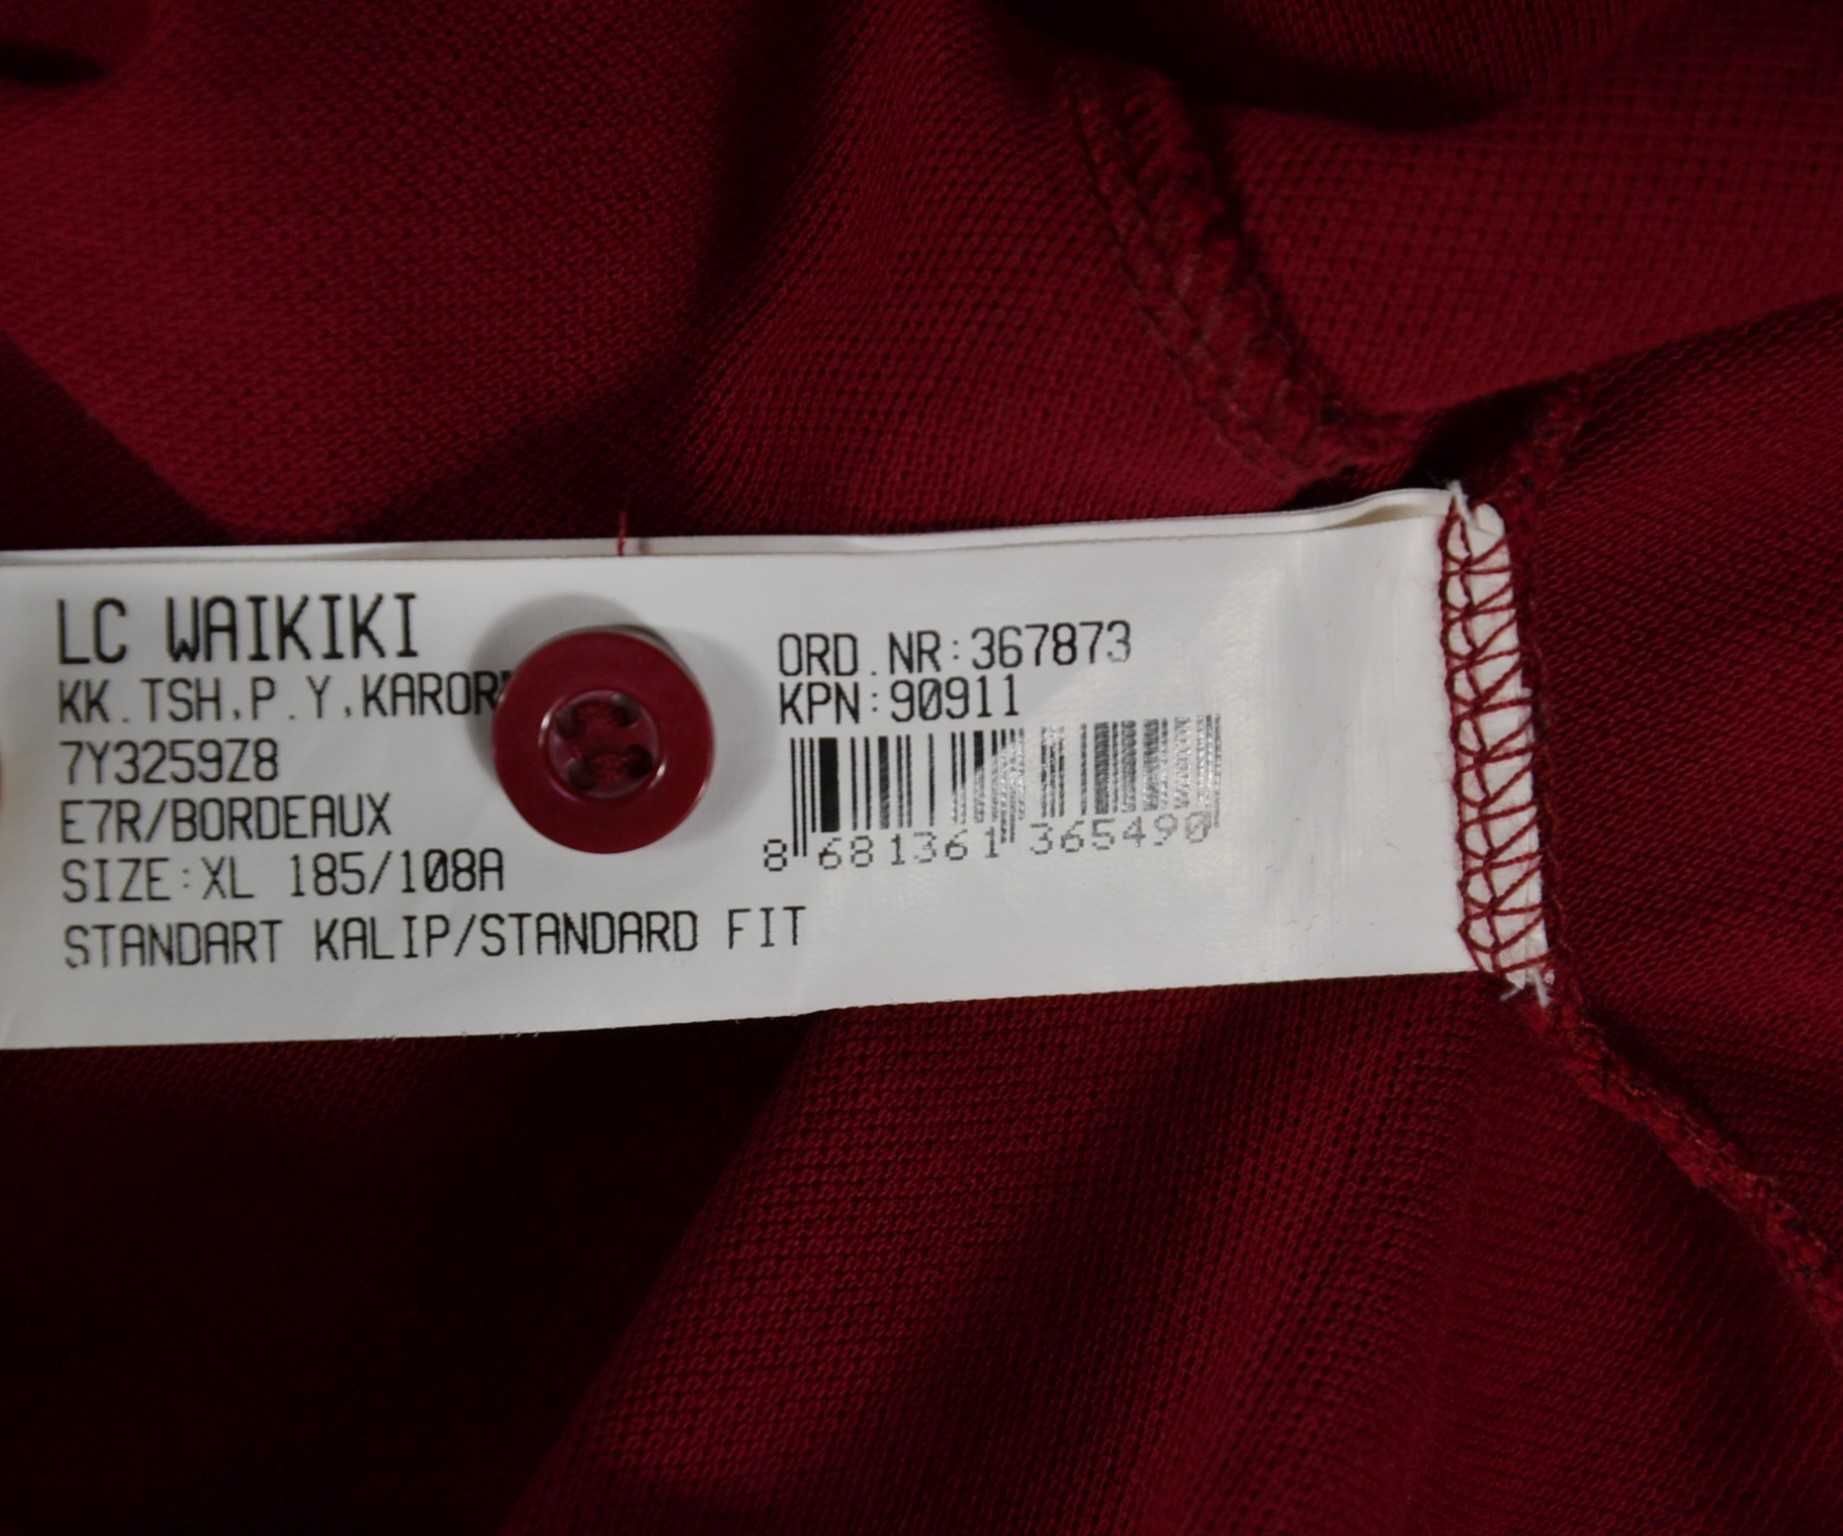 LC WAIKIKI
KK.TSH,P.Y,KAROR
7Y3259Z8
E7R/BORDEAUX
SIZE:XL 185/108A
STANDART KALIP/STANDARD FIT
ORD.NR:367873
KPN:90911
8 681361 365490